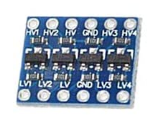 HV1 HV2 HV GND HV3 HV4
LV1 LV2 LV GND LV3 LV4